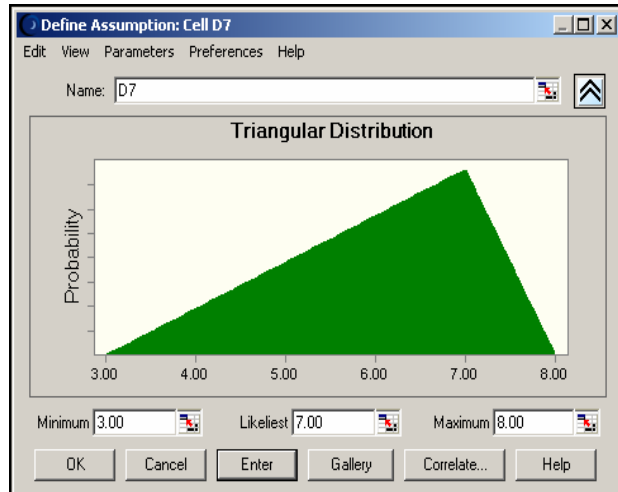 Define Assumption: Cell D7
Edit View Parameters Preferences Help
Name: D7
Triangular Distribution
Probability
3.00 4.00 5.00 6.00 7.00 8.00
Minimum 3.00 Likeliest 7.00 Maximum 8.00
OK Cancel Enter Gallery Correlate... Help